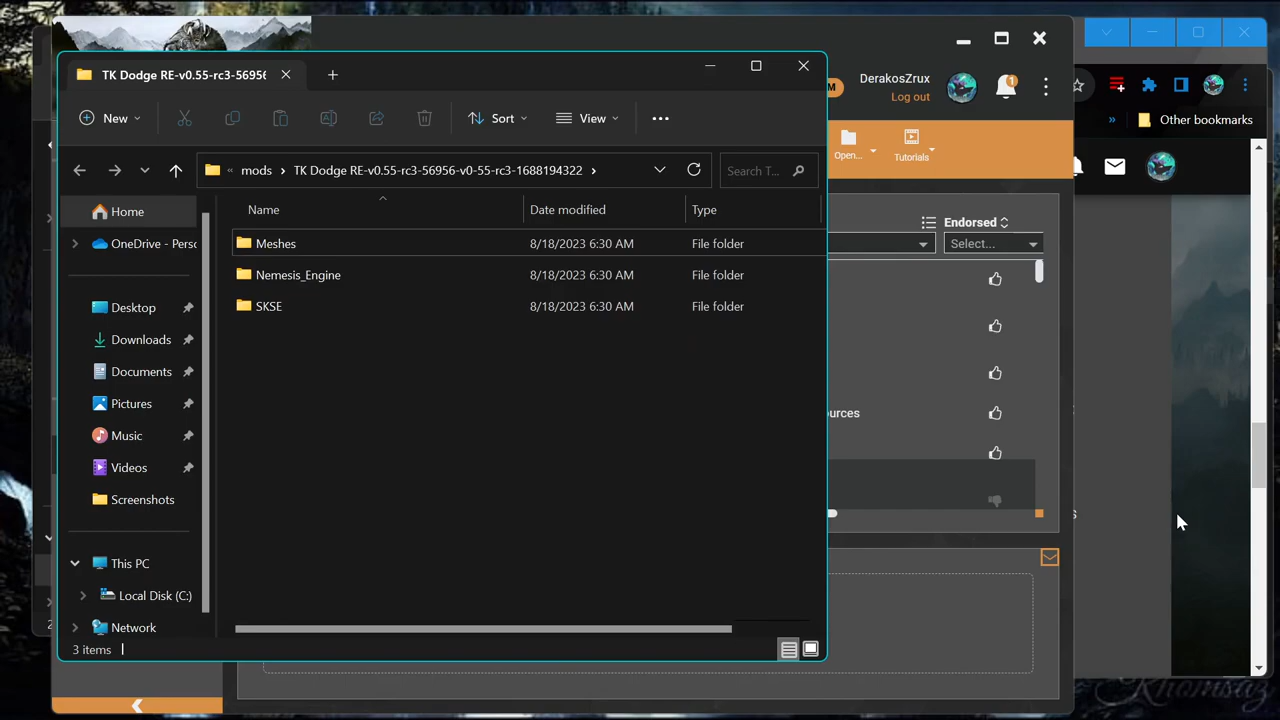 TK Dodge RE-v0.55-rc3-56956
New
Sort
View
mods > TK Dodge RE-v0.55-rc3-56956-v0-55-rc3-1688194322 >
Search T...
Home
OneDrive - Perso
Desktop
Downloads
Documents
Pictures
Music
Videos
Screenshots
This PC
Local Disk (C:)
Network
Name
Date modified
Type
Meshes
8/18/2023 6:30 AM
File folder
Nemesis_Engine
8/18/2023 6:30 AM
File folder
SKSE
8/18/2023 6:30 AM
File folder
3 items
M
DerakosZrux
Log out
1
Open...
Tutorials
Endorsed
Select...
ources
Other bookmarks
s
Khomsaz